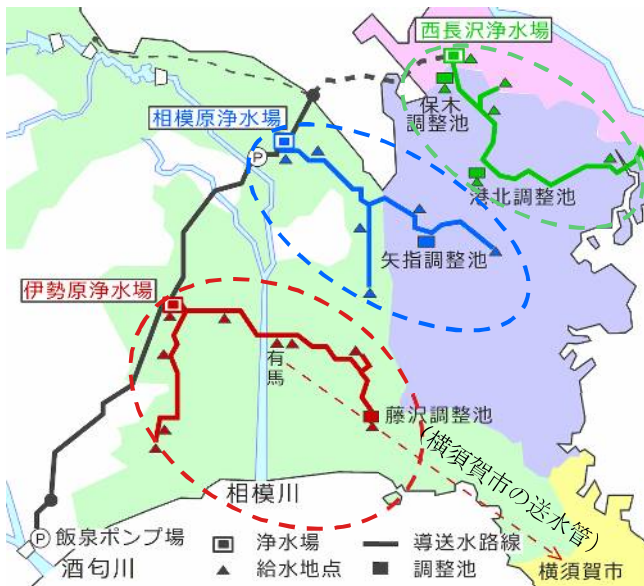 西長沢浄水場
保木
調整池
相模原浄水場
P
港北調整池
矢指調整池
伊勢原浄水場
有
馬
藤沢調整池
(横須賀市の送水管)
相模川
P 飯泉ポンプ場
浄水場
導送水路線
酒匂川
給水地点
調整池
横須賀市